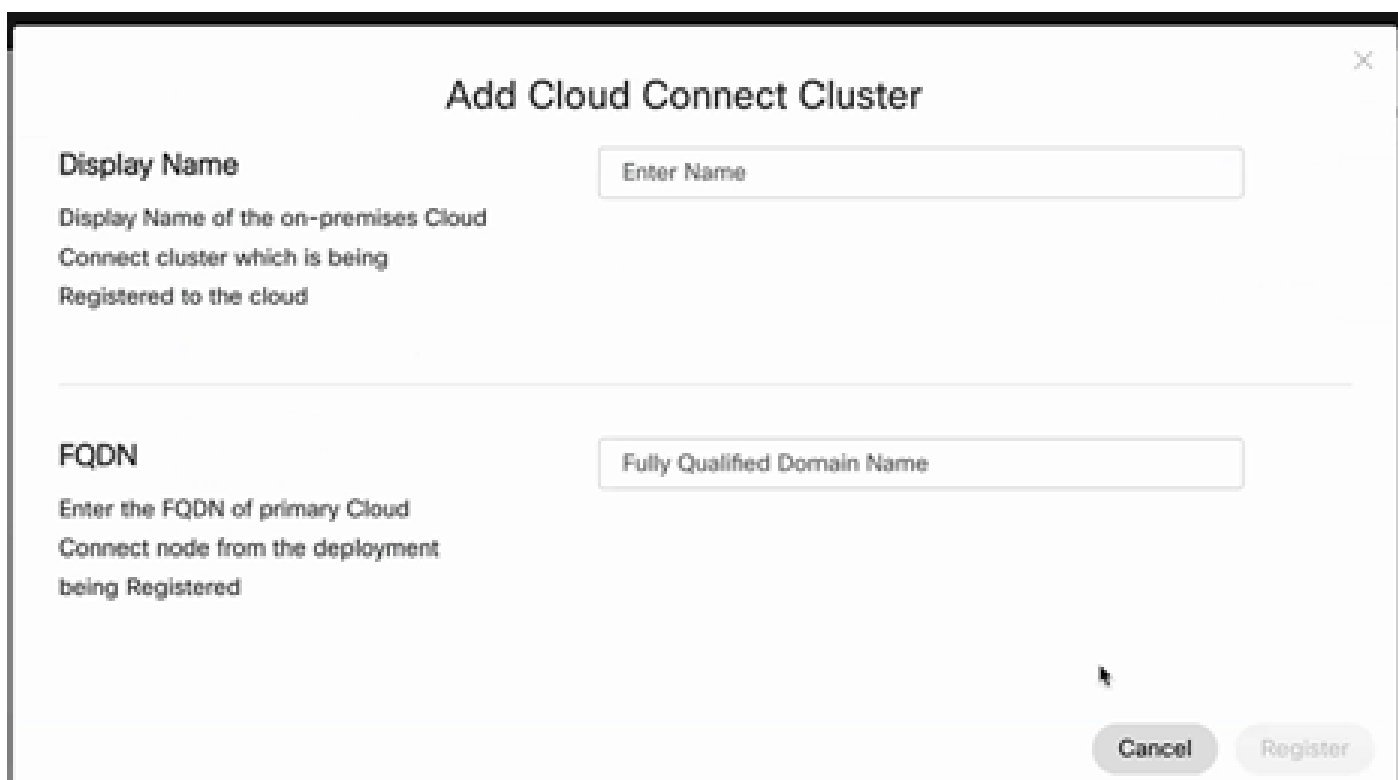 Add Cloud Connect Cluster
Display Name
Enter Name
Display Name of the on-premises Cloud
Connect cluster which is being
Registered to the cloud
FQDN
Fully Qualified Domain Name
Enter the FQDN of primary Cloud
Connect node from the deployment
being Registered
Cancel
Register